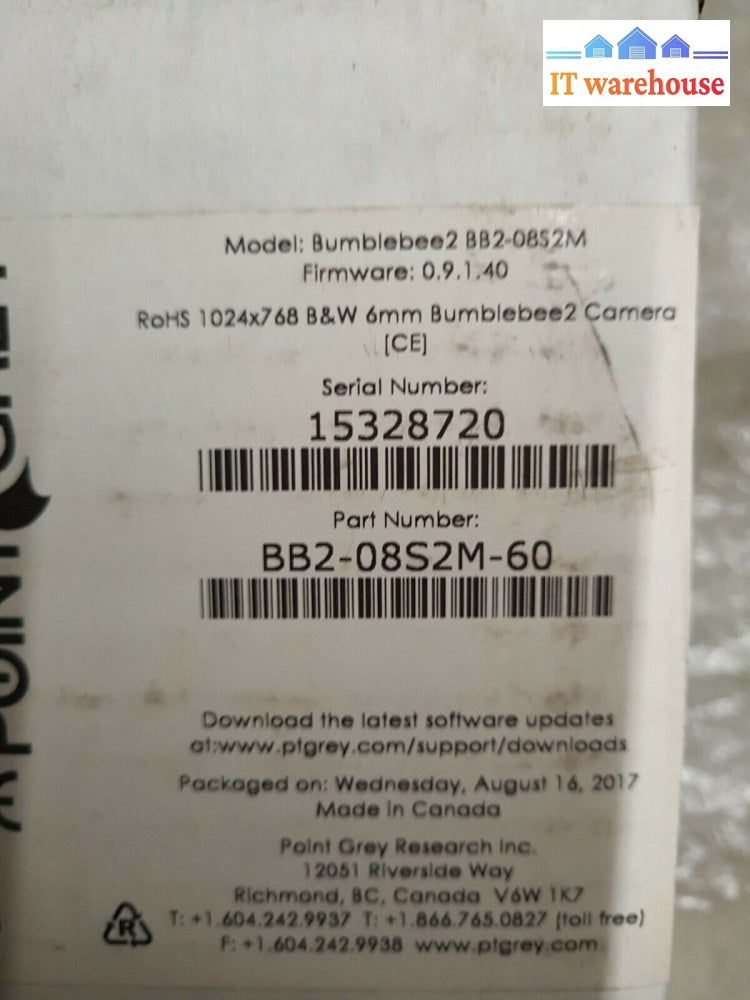 IT warehouse
Model: Bumblebee2 BB2-08S2M
Firmware: 0.9.1.40
RoHS 1024x768 B&W 6mm Bumblebee2 Camera
[CE]
Serial Number:
15328720
Part Number:
BB2-08S2M-60
Download the latest software updates
at:www.ptgrey.com/support/downloads
Packaged on: Wednesday, August 16, 2017
Made in Canada
Point Grey Research Inc.
12051 Riverside Way
Richmond, BC, Canada V6W 1K7
T: +1.604.242.9937 T: +1.866.765.0827 (toll free)
F: +1.604.242.9938 www.ptgrey.com
R
POINT